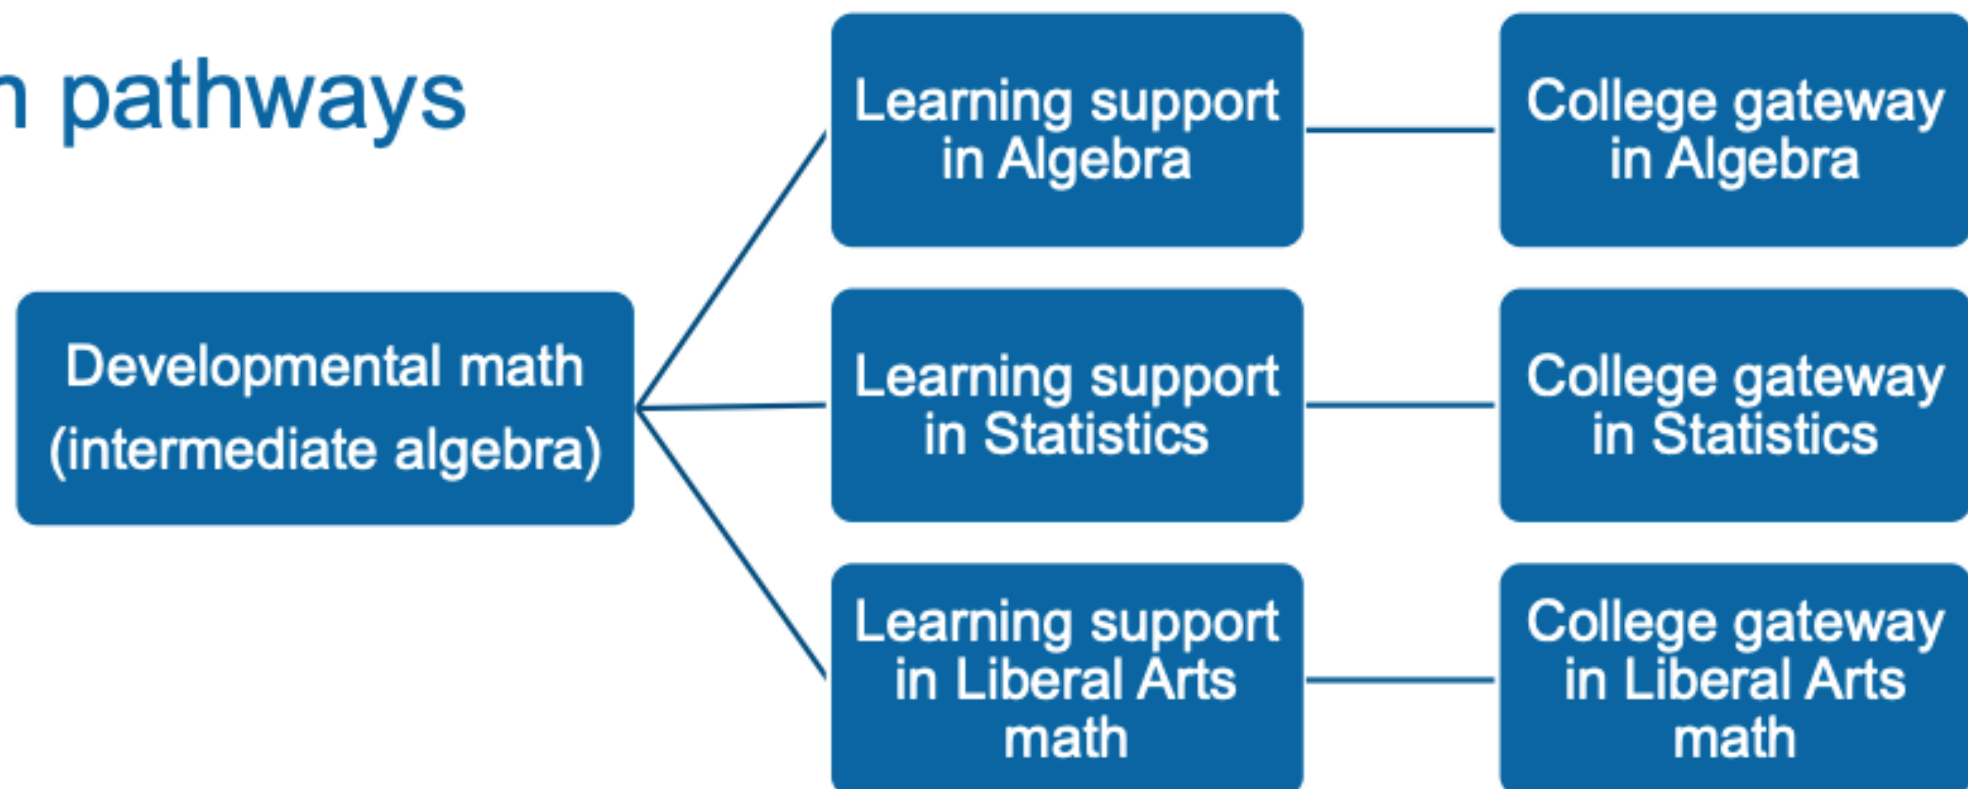 pathways
Developmental math
(intermediate algebra)
Learning support
in Algebra
College gateway
in Algebra
Learning support
in Statistics
College gateway
in Statistics
Learning support
in Liberal Arts
math
College gateway
in Liberal Arts
math